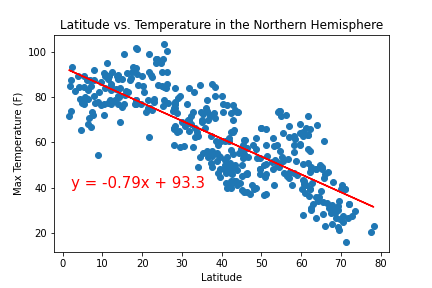 Latitude vs. Temperature in the Northern Hemisphere
Max Temperature (F)
100
80
60
40
20
y = -0.79x + 93.3
0 10 20 30 40 50 60 70 80
Latitude